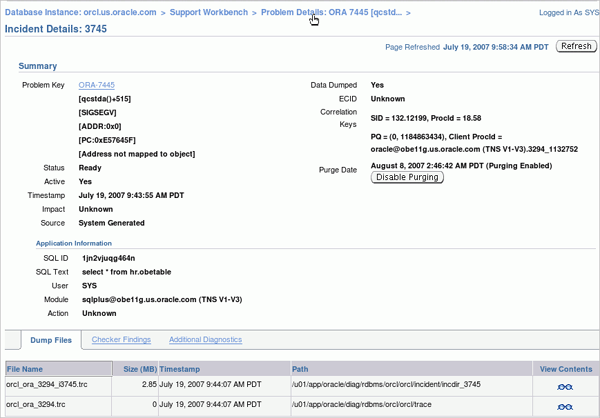 Database Instance: orcl.us.oracle.com > Support Workbench > Problem Details: ORA 7445 [qcstd... >
Logged in As SYS
Incident Details: 3745
Page Refreshed July 19, 2007 9:58:34 AM PDT Refresh
Summary
Problem Key ORA-7445
[qcstda()+515]
[SIGSEGV]
[ADDR:0x0]
[PC:0xE57645F]
[Address not mapped to object]
Status Ready
Active Yes
Timestamp July 19, 2007 9:43:55 AM PDT
Impact Unknown
Source System Generated
Data Dumped Yes
ECID Unknown
Correlation Keys SID = 132.12199, ProcId = 18.58
PQ = (0, 1184863434), Client ProcId =
oracle@obe11g.us.oracle.com (TNS V1-V3).3294_1132752
Purge Date August 8, 2007 2:46:42 AM PDT (Purging Enabled)
Disable Purging
Application Information
SQL ID 1jn2vjuqg464n
SQL Text select * from hr.obetable
User SYS
Module sqlplus@obe11g.us.oracle.com (TNS V1-V3)
Action Unknown
Dump Files Checker Findings Additional Diagnostics
File Name Size (MB) Timestamp Path View Contents
orcl_ora_3294_i3745.trc 2.85 July 19, 2007 9:44:07 AM PDT /u01/app/oracle/diag/rdbms/orcl/orcl/incident/incdir_3745
orcl_ora_3294.trc 0 July 19, 2007 9:44:07 AM PDT /u01/app/oracle/diag/rdbms/orcl/orcl/trace